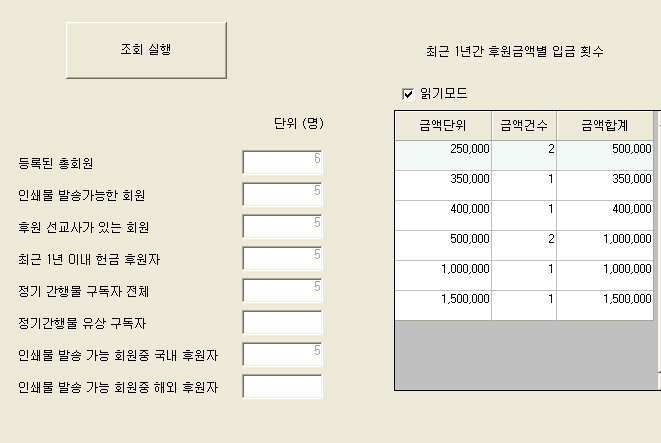 조회 실행
단위 (명)
등록된 총회원 6
인쇄물 발송가능한 회원 5
후원 선교사가 있는 회원 5
최근 1년 이내 헌금 후원자 5
정기 간행물 구독자 전체 5
정기간행물 유상 구독자
인쇄물 발송 가능 회원중 국내 후원자 5
인쇄물 발송 가능 회원중 해외 후원자
최근 1년간 후원금액별 입금 횟수
읽기모드
금액단위 금액건수 금액합계
250,000 2 500,000
350,000 1 350,000
400,000 1 400,000
500,000 2 1,000,000
1,000,000 1 1,000,000
1,500,000 1 1,500,000